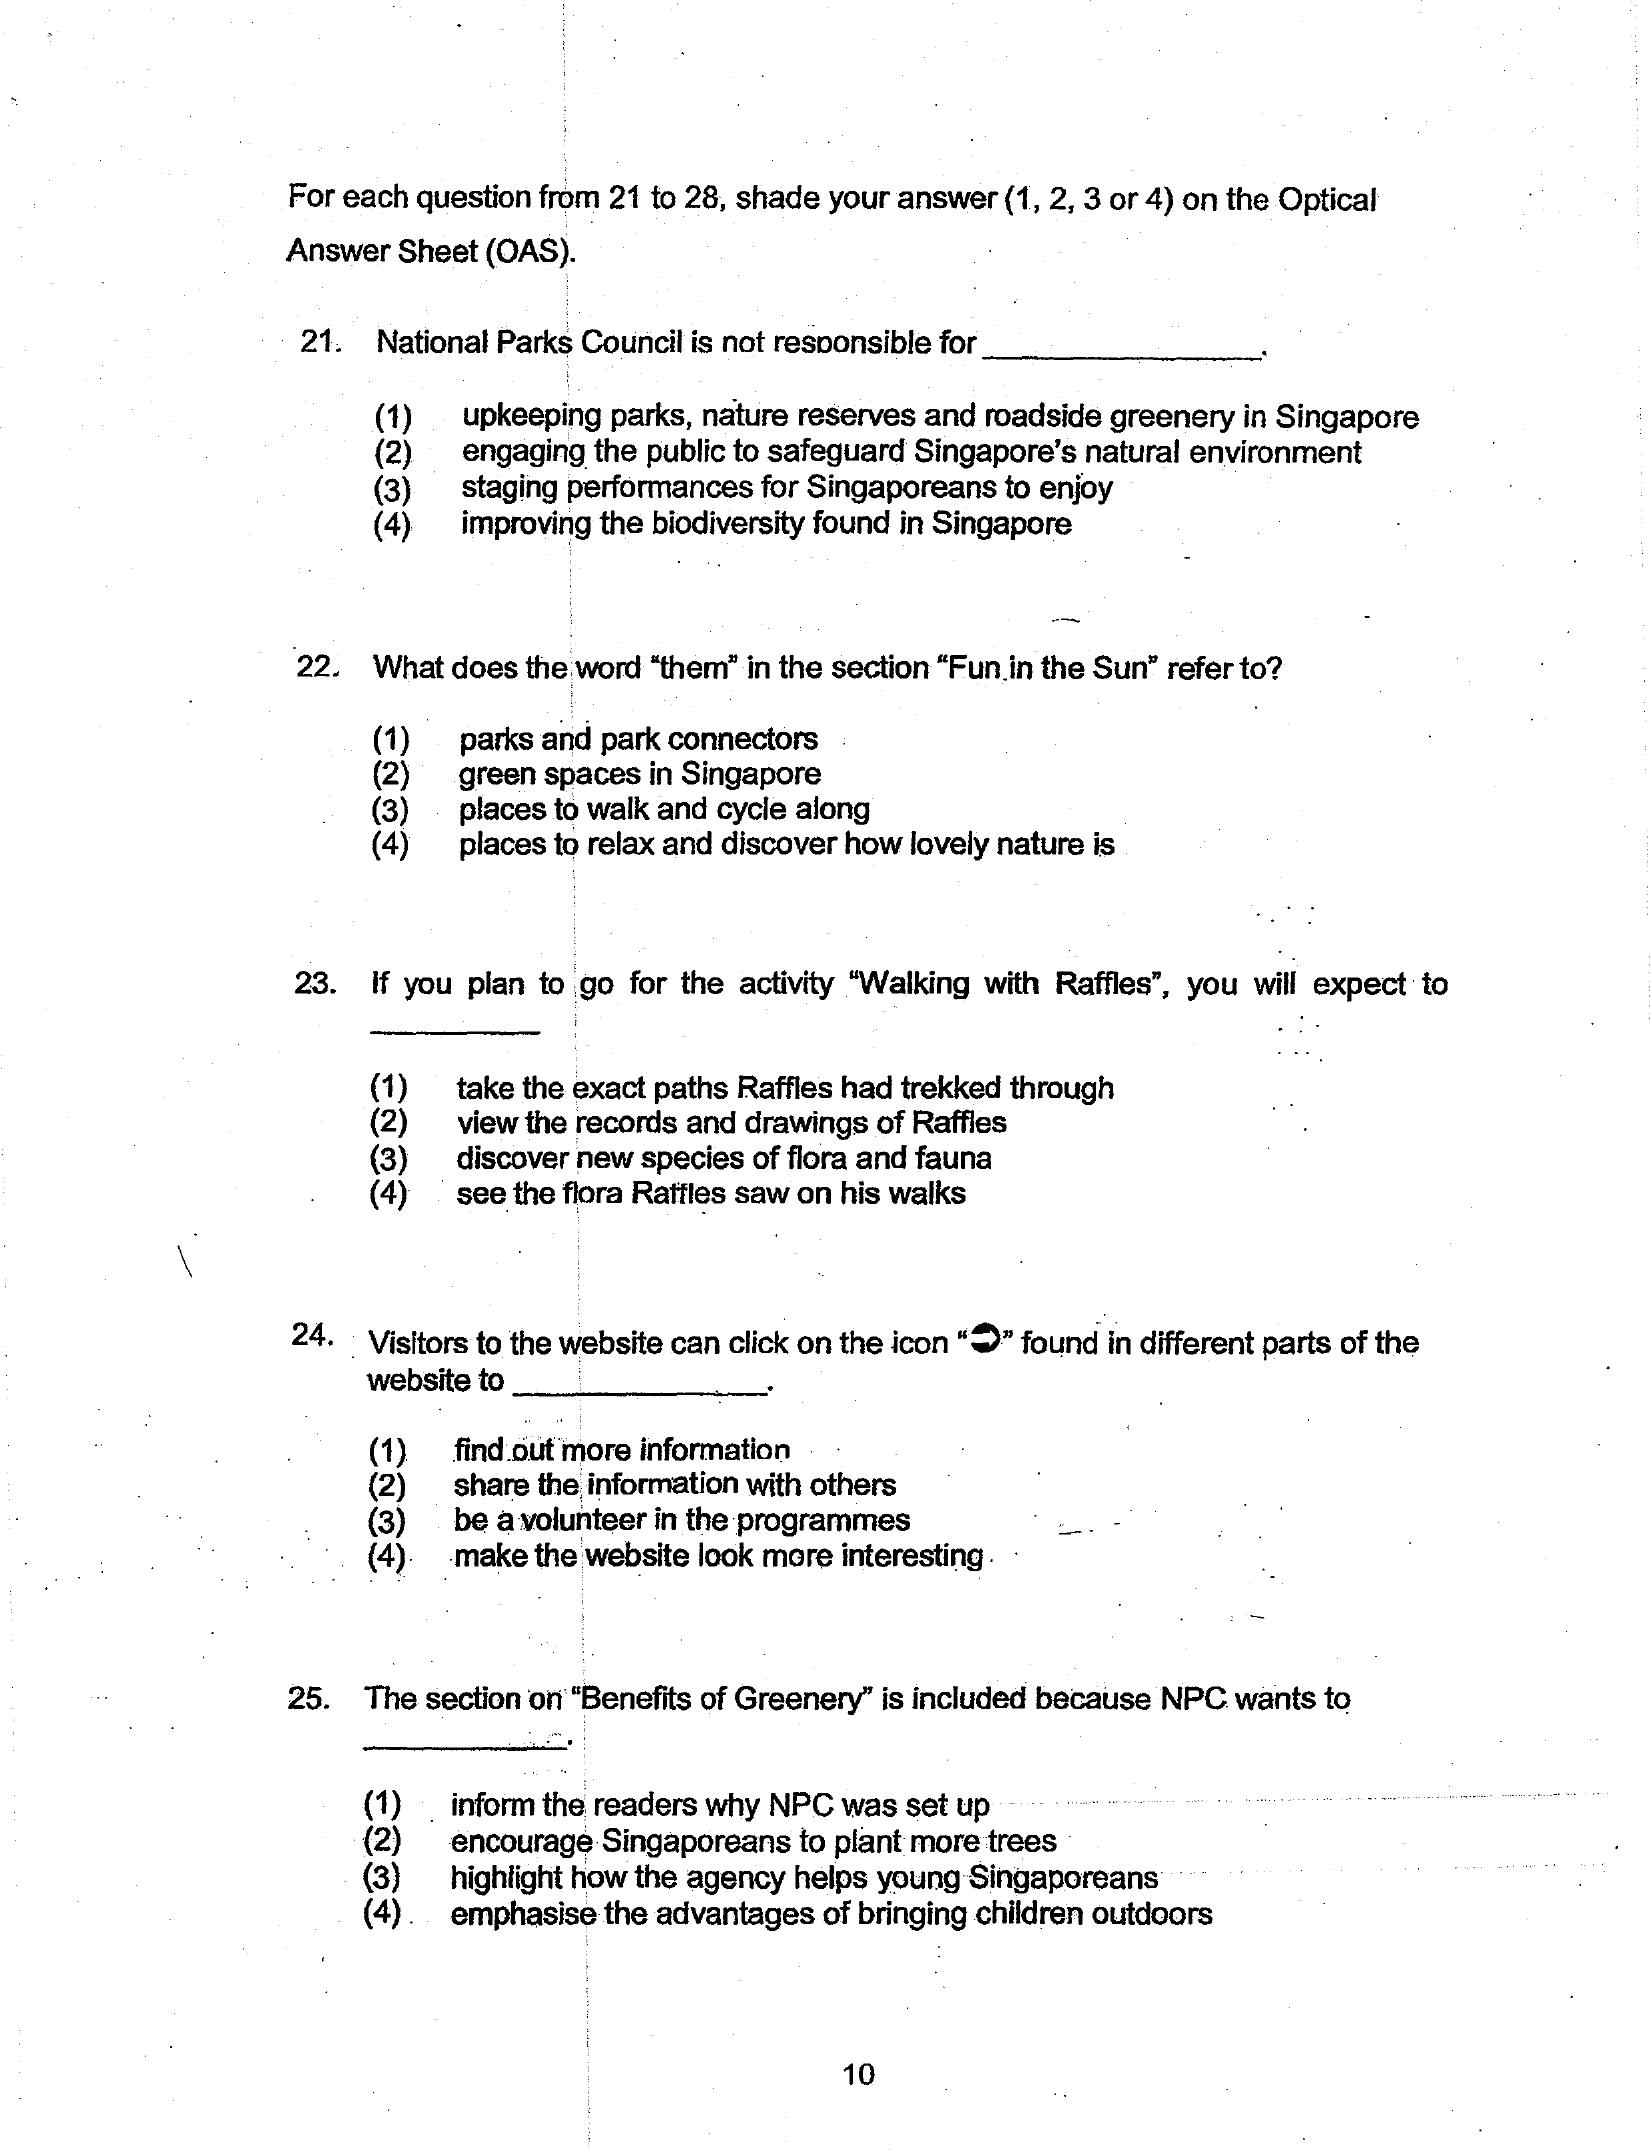 For each question from 21 to 28, shade your answer (1, 2, 3 or 4) on the Optical
Answer Sheet (OAS).
21. National Parks Council is not responsible for ______________.
(1) upkeeping parks, nature reserves and roadside greenery in Singapore
(2) engaging the public to safeguard Singapore's natural environment
(3) staging performances for Singaporeans to enjoy
(4) improving the biodiversity found in Singapore
22. What does the word "them" in the section "Fun in the Sun" refer to?
(1) parks and park connectors
(2) green spaces in Singapore
(3) places to walk and cycle along
(4) places to relax and discover how lovely nature is
23. If you plan to go for the activity "Walking with Raffles", you will expect to
__________
(1) take the exact paths Raffles had trekked through
(2) view the records and drawings of Raffles
(3) discover new species of flora and fauna
(4) see the flora Raffles saw on his walks
24. Visitors to the website can click on the icon "➲" found in different parts of the
website to ______________.
(1) find out more information
(2) share the information with others
(3) be a volunteer in the programmes
(4) make the website look more interesting
25. The section on "Benefits of Greenery" is included because NPC wants to
____________.
(1) inform the readers why NPC was set up
(2) encourage Singaporeans to plant more trees
(3) highlight how the agency helps young Singaporeans
(4) emphasise the advantages of bringing children outdoors
10